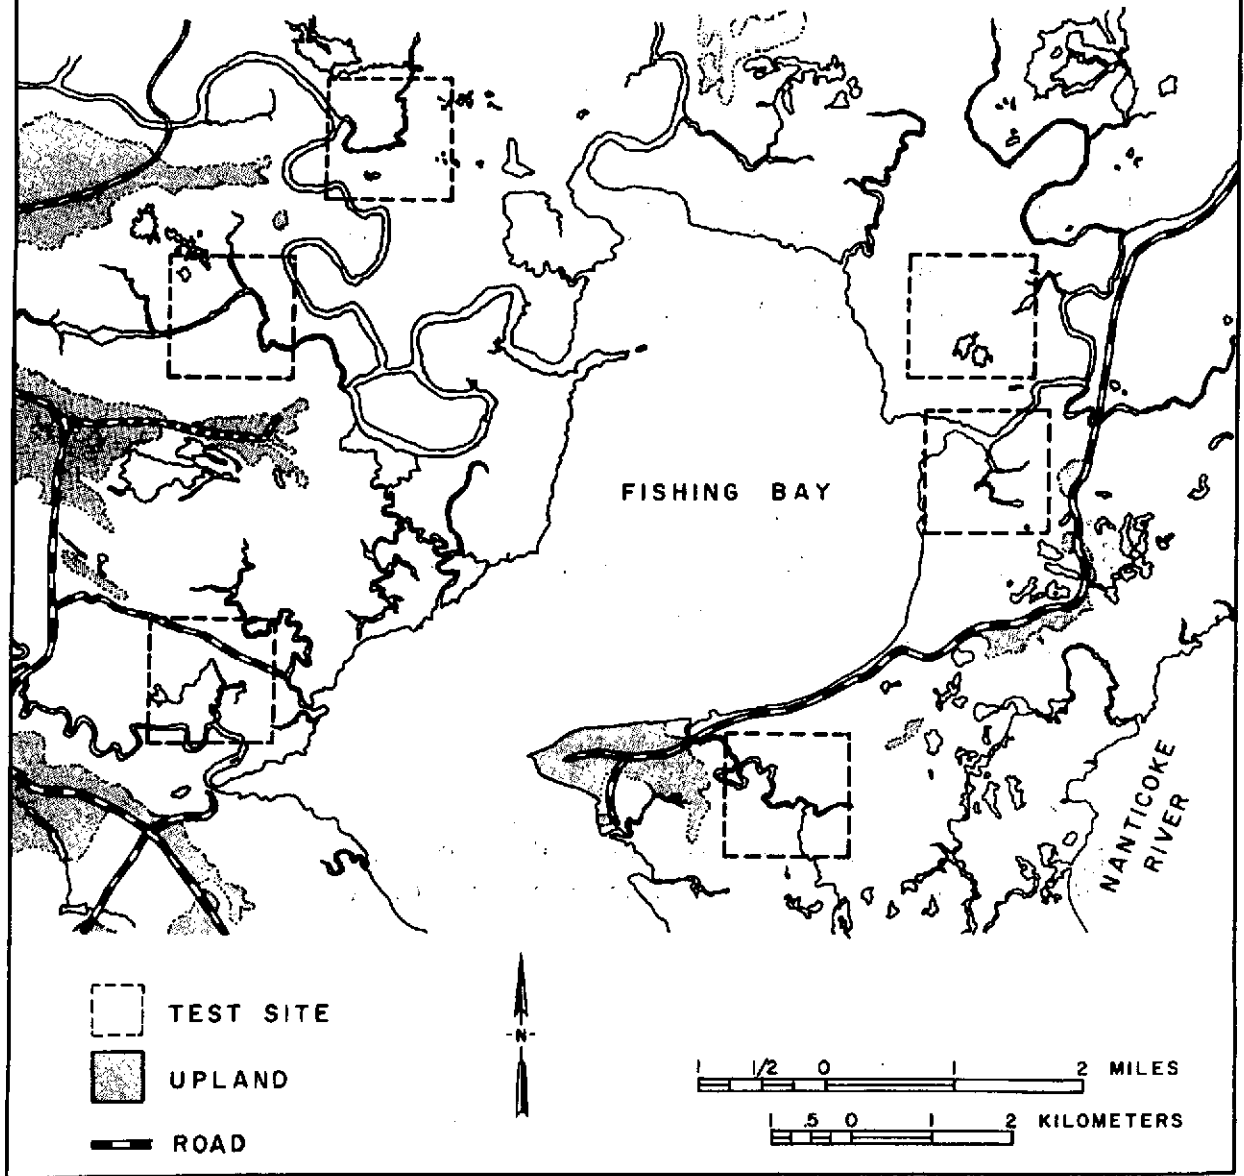 FISHING BAY
NANTICOKE
RIVER
TEST SITE
UPLAND
ROAD
-N-
1 1/2 0 1 2 MILES
1 .5 0 1 2 KILOMETERS